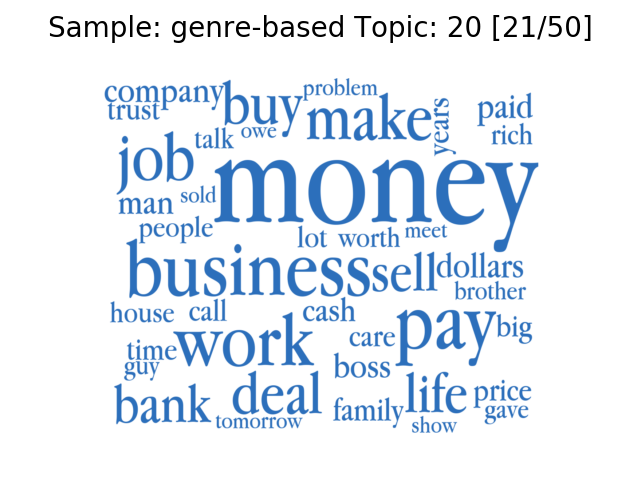 Sample: genre-based Topic: 20 [21/50]
company buy problem
trust owe make years paid
job talk rich
man sold money
people lot worth meet
business sell dollars
brother
house call cash pay
time work care big
guy boss
bank deal family life price
tomorrow show gave